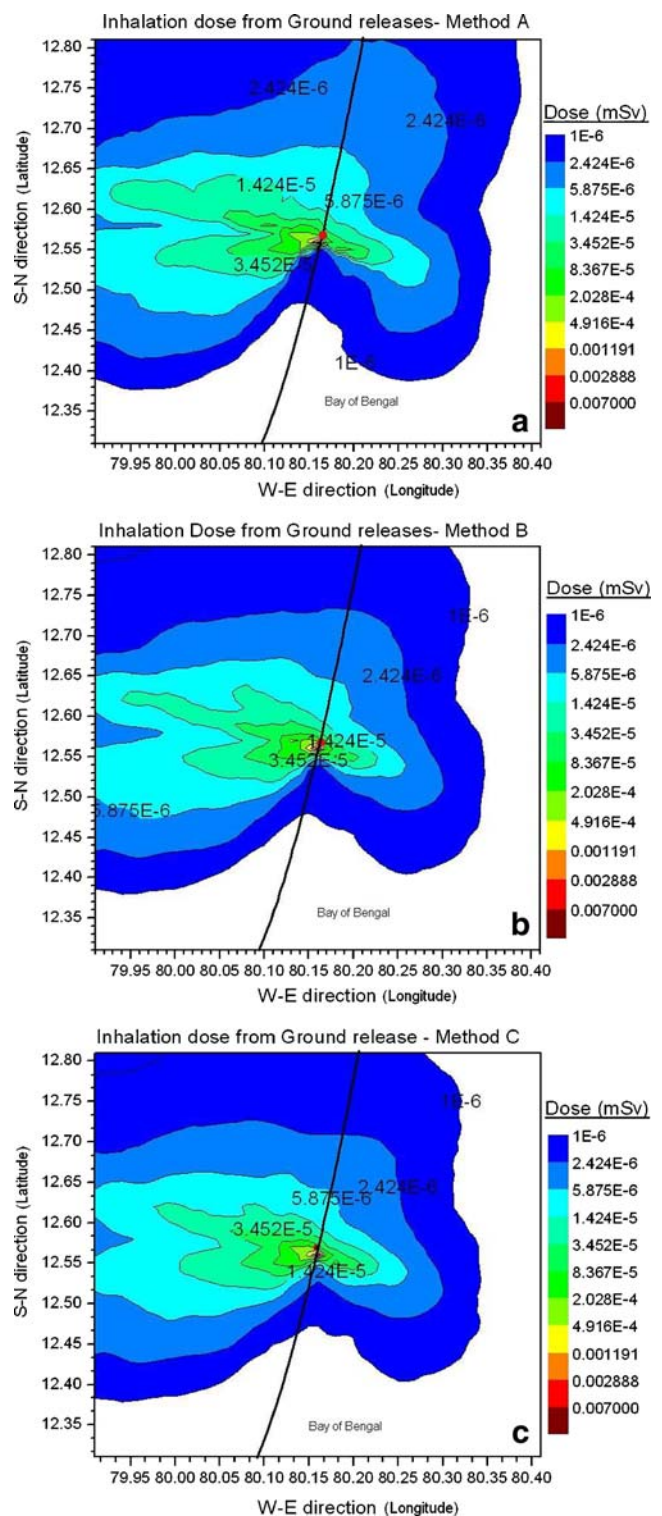 Inhalation dose from Ground releases- Method A
12.80
12.75
12.70
12.65
12.60
12.55
12.50
12.45
12.40
12.35
S-N direction (Latitude)
2.424E-6
2.424E-6
1.424E-5
5.875E-6
3.452E-5
Bay of Bengal
a
79.95 80.00 80.05 80.10 80.15 80.20 80.25 80.30 80.35 80.40
W-E direction (Longitude)
Dose (mSv)
1E-6
2.424E-6
5.875E-6
1.424E-5
3.452E-5
8.367E-5
2.028E-4
4.916E-4
0.001191
0.002888
0.007000
Inhalation Dose from Ground releases- Method B
12.80
12.75
12.70
12.65
12.60
12.55
12.50
12.45
12.40
12.35
S-N direction (Latitude)
1E-6
2.424E-6
1.424E-5
3.452E-5
5.875E-6
Bay of Bengal
b
79.95 80.00 80.05 80.10 80.15 80.20 80.25 80.30 80.35 80.40
W-E direction (Longitude)
Dose (mSv)
1E-6
2.424E-6
5.875E-6
1.424E-5
3.452E-5
8.367E-5
2.028E-4
4.916E-4
0.001191
0.002888
0.007000
Inhalation dose from Ground release - Method C
12.80
12.75
12.70
12.65
12.60
12.55
12.50
12.45
12.40
12.35
S-N direction (Latitude)
1E-6
2.424E-6
5.875E-6
3.452E-5
1.424E-5
Bay of Bengal
c
79.95 80.00 80.05 80.10 80.15 80.20 80.25 80.30 80.35 80.40
W-E direction (Longitude)
Dose (mSv)
1E-6
2.424E-6
5.875E-6
1.424E-5
3.452E-5
8.367E-5
2.028E-4
4.916E-4
0.001191
0.002888
0.007000